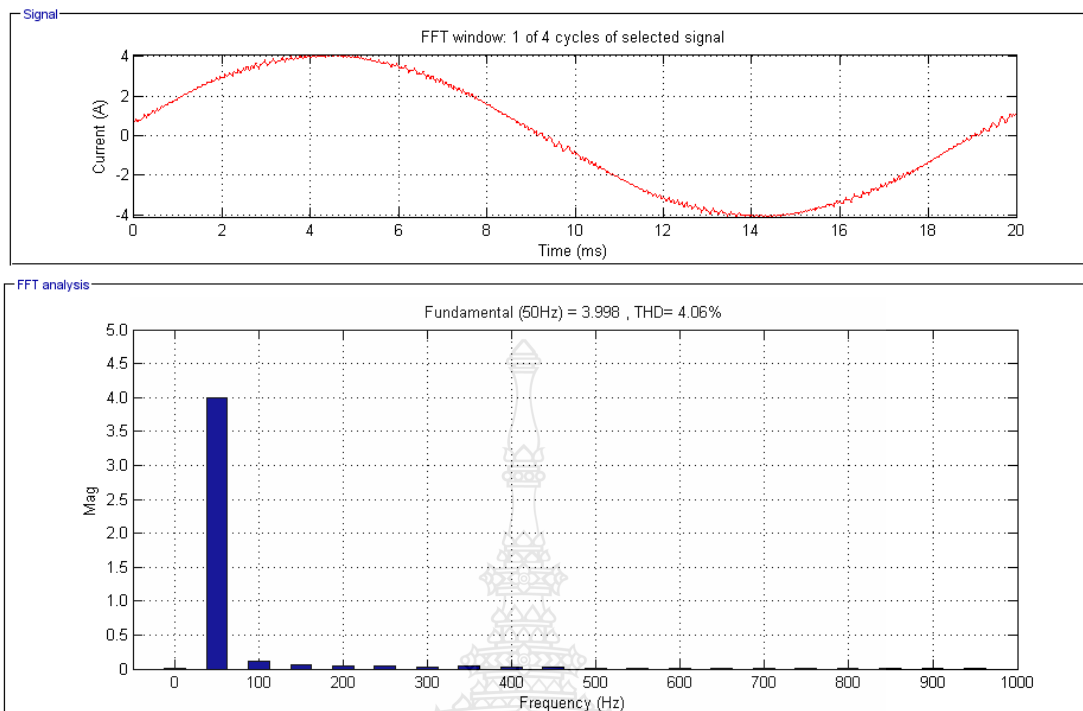 Signal
FFT window: 1 of 4 cycles of selected signal
Current (A)
4
2
0
-2
-4
0 2 4 6 8 10 12 14 16 18 20
Time (ms)
FFT analysis
Fundamental (50Hz) = 3.998 , THD= 4.06%
Mag
5.0
4.5
4.0
3.5
3.0
2.5
2.0
1.5
1.0
0.5
0
0 100 200 300 400 500 600 700 800 900 1000
Frequency (Hz)